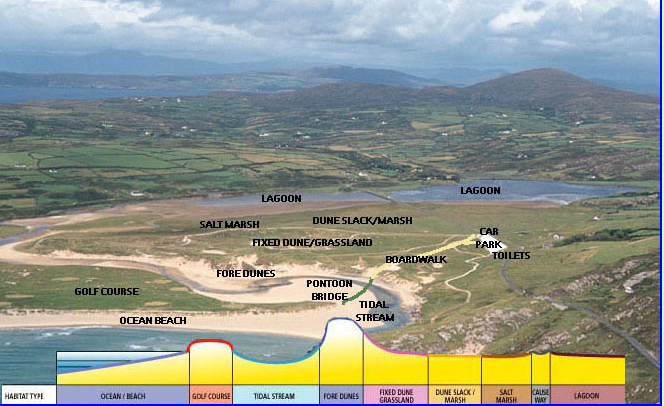 LAGOON
LAGOON
SALT MARSH
DUNE SLACK/MARSH
CAR
PARK
FIXED DUNE/GRASSLAND
TOILETS
BOARDWALK
FORE DUNES
PONTOON
BRIDGE
GOLF COURSE
TIDAL
STREAM
OCEAN BEACH
HABITAT TYPE
OCEAN / BEACH
GOLF COURSE
TIDAL STREAM
FORE DUNES
FIXED DUNE
GRASSLAND
DUNE SLACK /
MARSH
SALT
MARSH
CAUSE
WAY
LAGOON